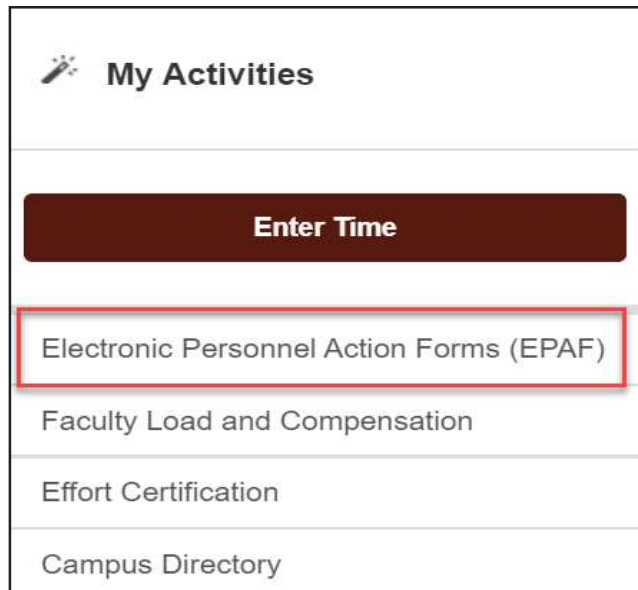 My Activities
Enter Time
Electronic Personnel Action Forms (EPAF)
Faculty Load and Compensation
Effort Certification
Campus Directory